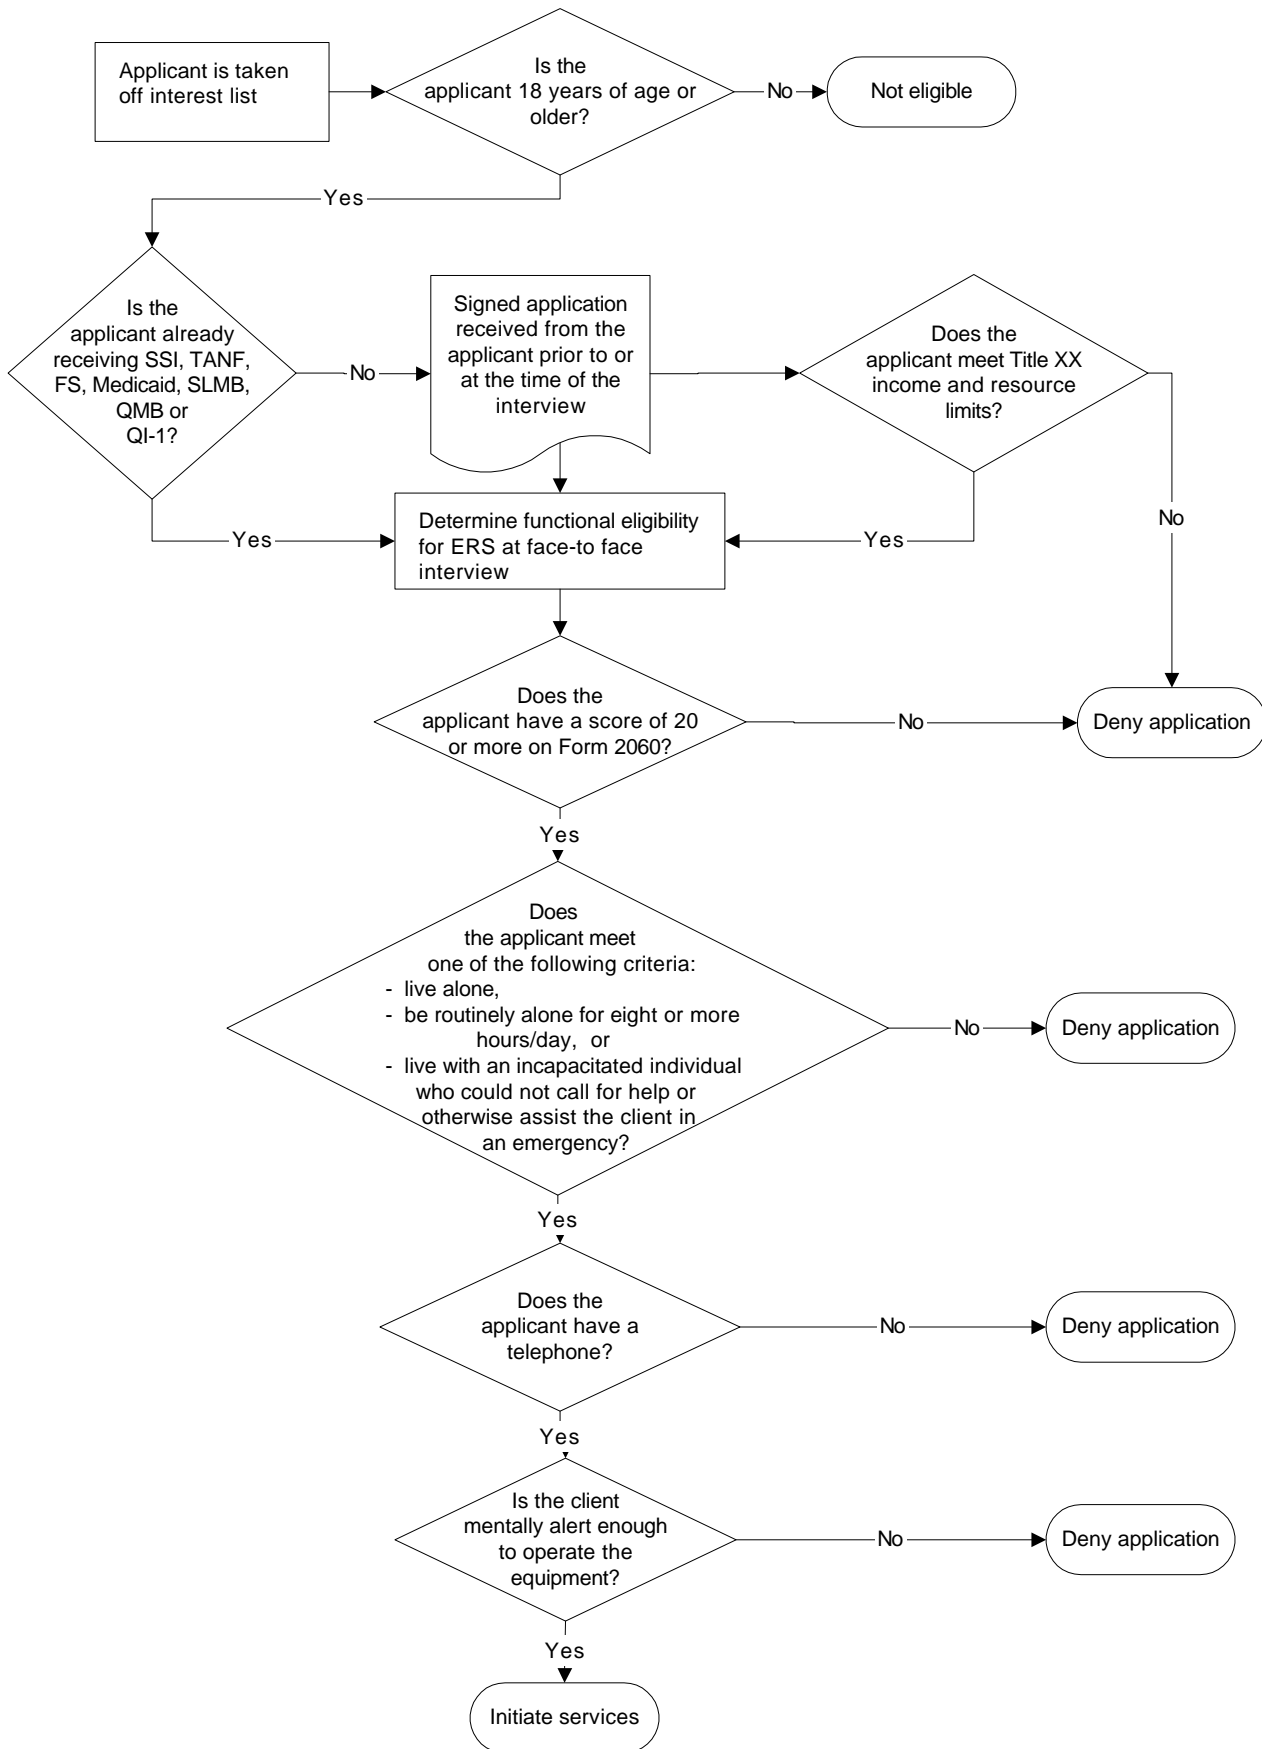 Applicant is taken
off interest list
Is the
applicant 18 years of age or
older?
No
Not eligible
Yes
Is the
applicant already
receiving SSI, TANF,
FS, Medicaid, SLMB,
QMB or
QI-1?
No
Signed application
received from the
applicant prior to or
at the time of the
interview
Does the
applicant meet Title XX
income and resource
limits?
Yes
Determine functional eligibility
for ERS at face-to face
interview
Yes
No
Does the
applicant have a score of 20
or more on Form 2060?
No
Deny application
Yes
Does
the applicant meet
one of the following criteria:
- live alone,
- be routinely alone for eight or more
hours/day, or
- live with an incapacitated individual
who could not call for help or
otherwise assist the client in
an emergency?
No
Deny application
Yes
Does the
applicant have a
telephone?
No
Deny application
Yes
Is the client
mentally alert enough
to operate the
equipment?
No
Deny application
Yes
Initiate services